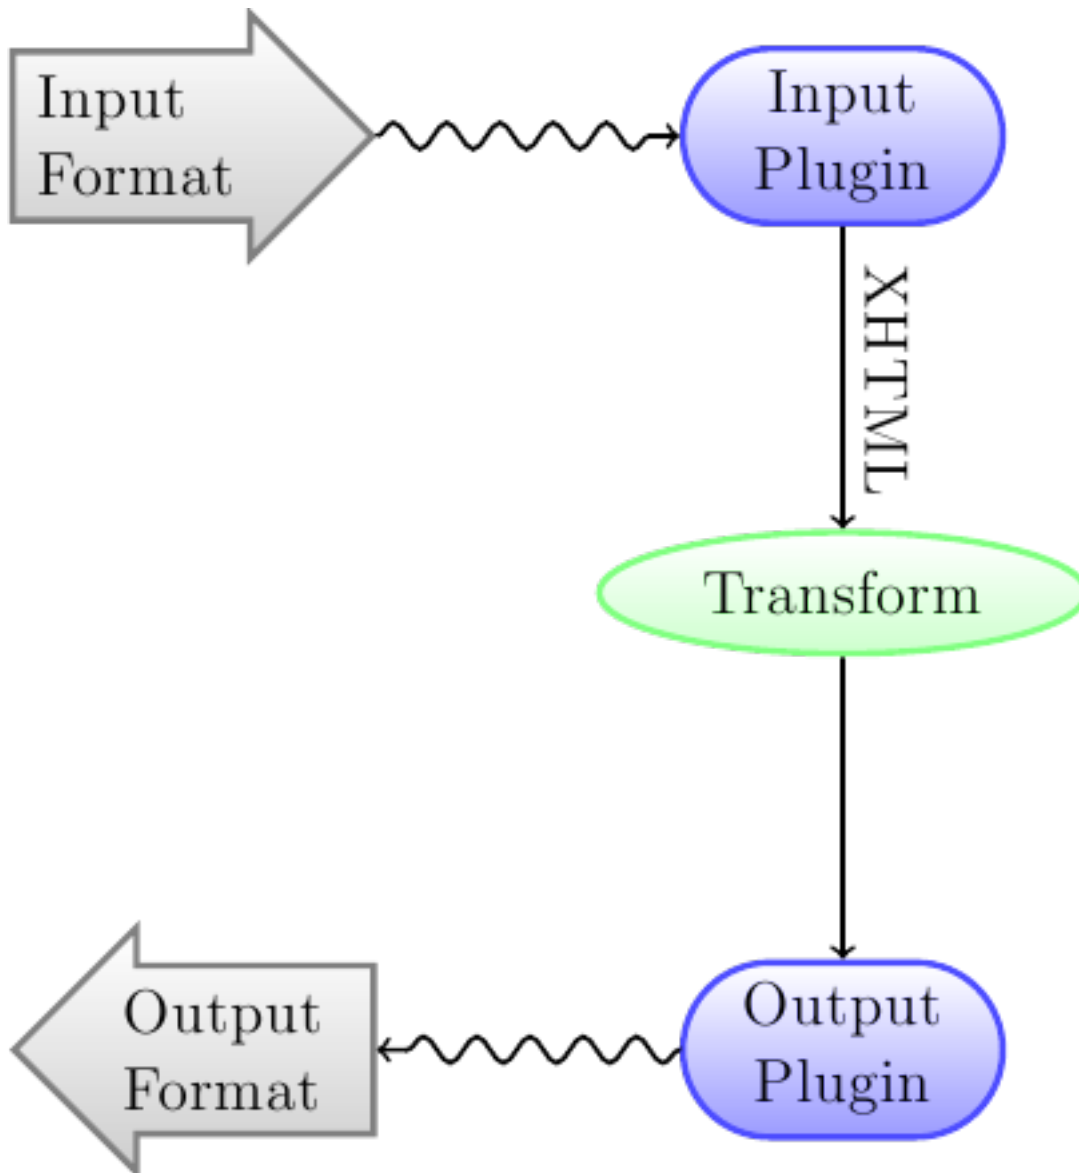 Input
Format
Input
Plugin
XHTML
Transform
Output
Format
Output
Plugin